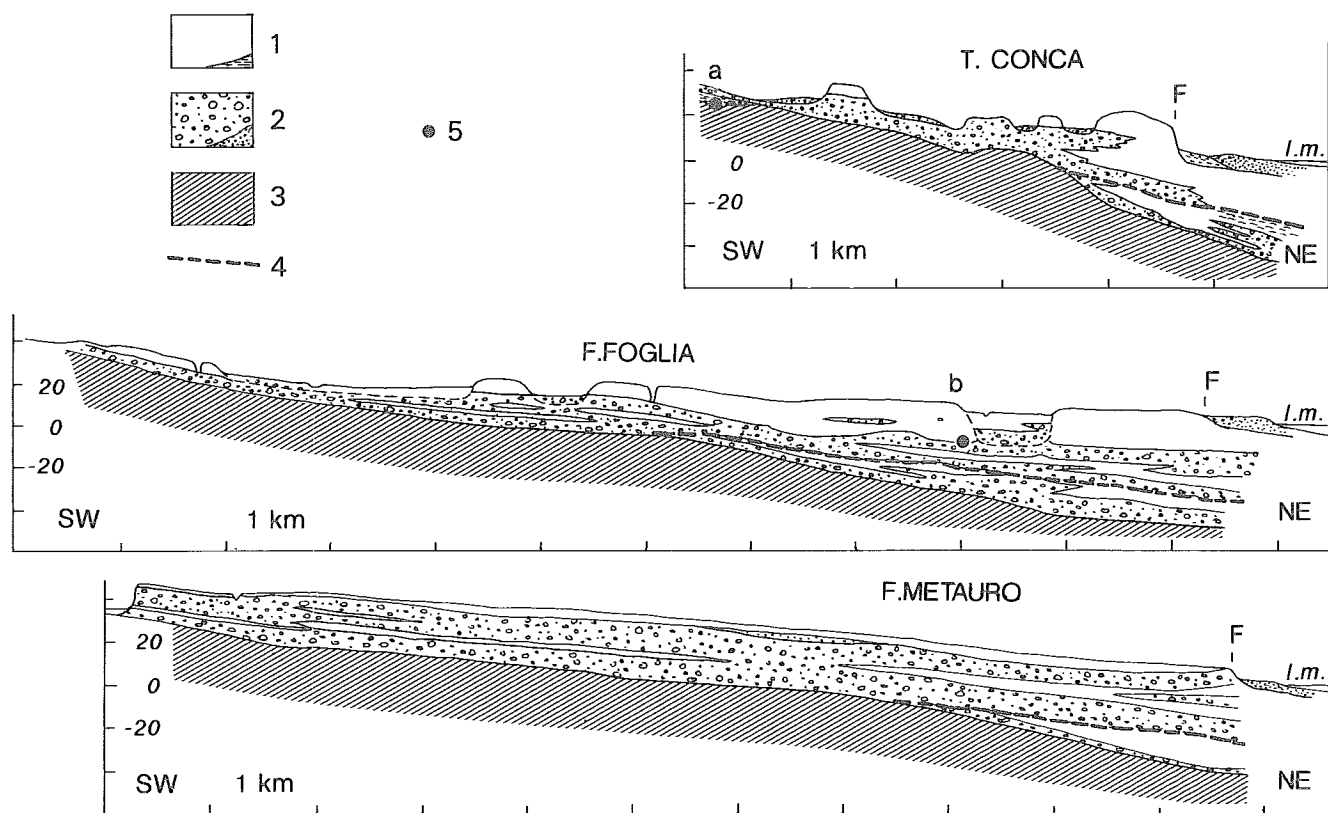 1
2
3
4
5
T. CONCA
a
F
l.m.
0
-20
SW 1 km
NE
F.FOGLIA
20
0
-20
b
F
l.m.
SW 1 km
NE
F.METAURO
20
0
-20
F
l.m.
SW 1 km
NE